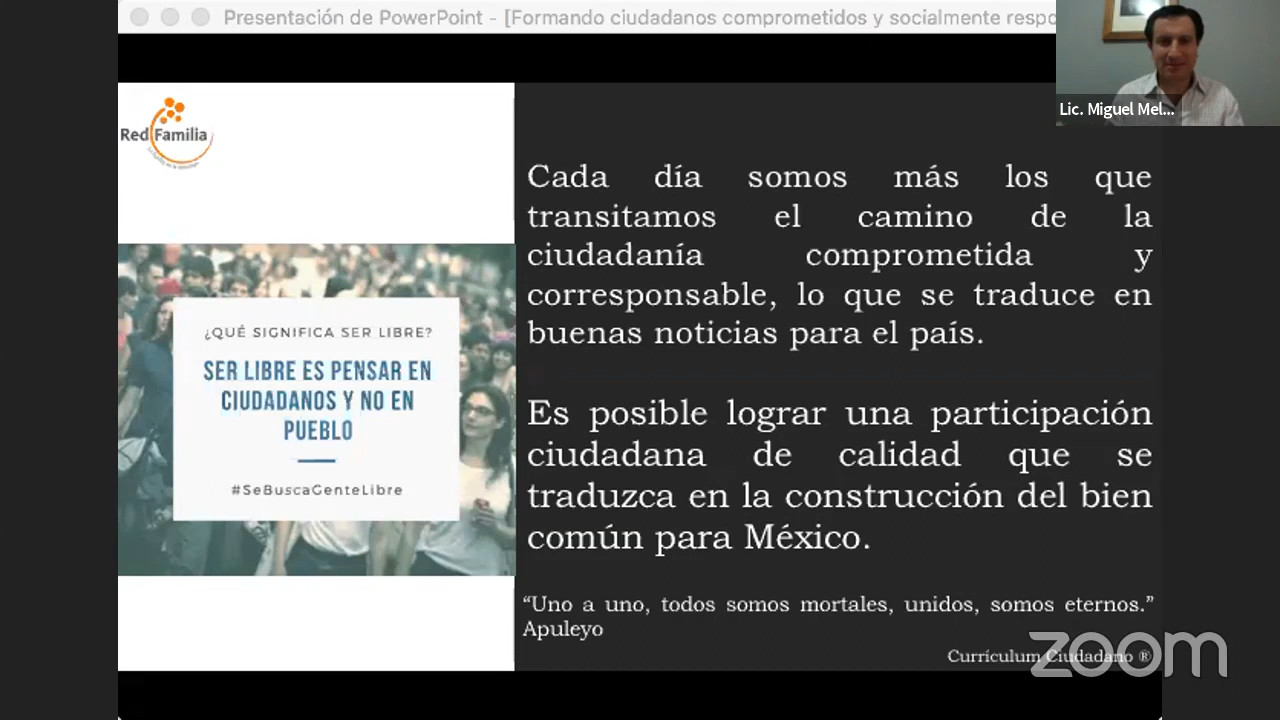 Presentación de PowerPoint - [Formando ciudadanos comprometidos y socialmente respo
Lic. Miguel Mel...
Red Familia
¿QUÉ SIGNIFICA SER LIBRE?
SER LIBRE ES PENSAR EN
CIUDADANOS Y NO EN
PUEBLO
#SeBuscaGenteLibre
Cada día somos más los que
transitamos el camino de la
ciudadanía comprometida y
corresponsable, lo que se traduce en
buenas noticias para el país.
Es posible lograr una participación
ciudadana de calidad que se
traduzca en la construcción del bien
común para México.
“Uno a uno, todos somos mortales, unidos, somos eternos.”
Apuleyo
Currículum Ciudadano ®
zoom